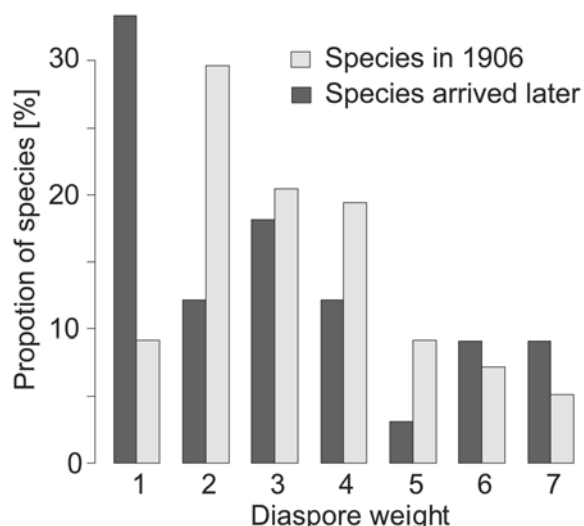 Propotion of species [%]
30
20
10
0
Species in 1906
Species arrived later
1 2 3 4 5 6 7
Diaspore weight